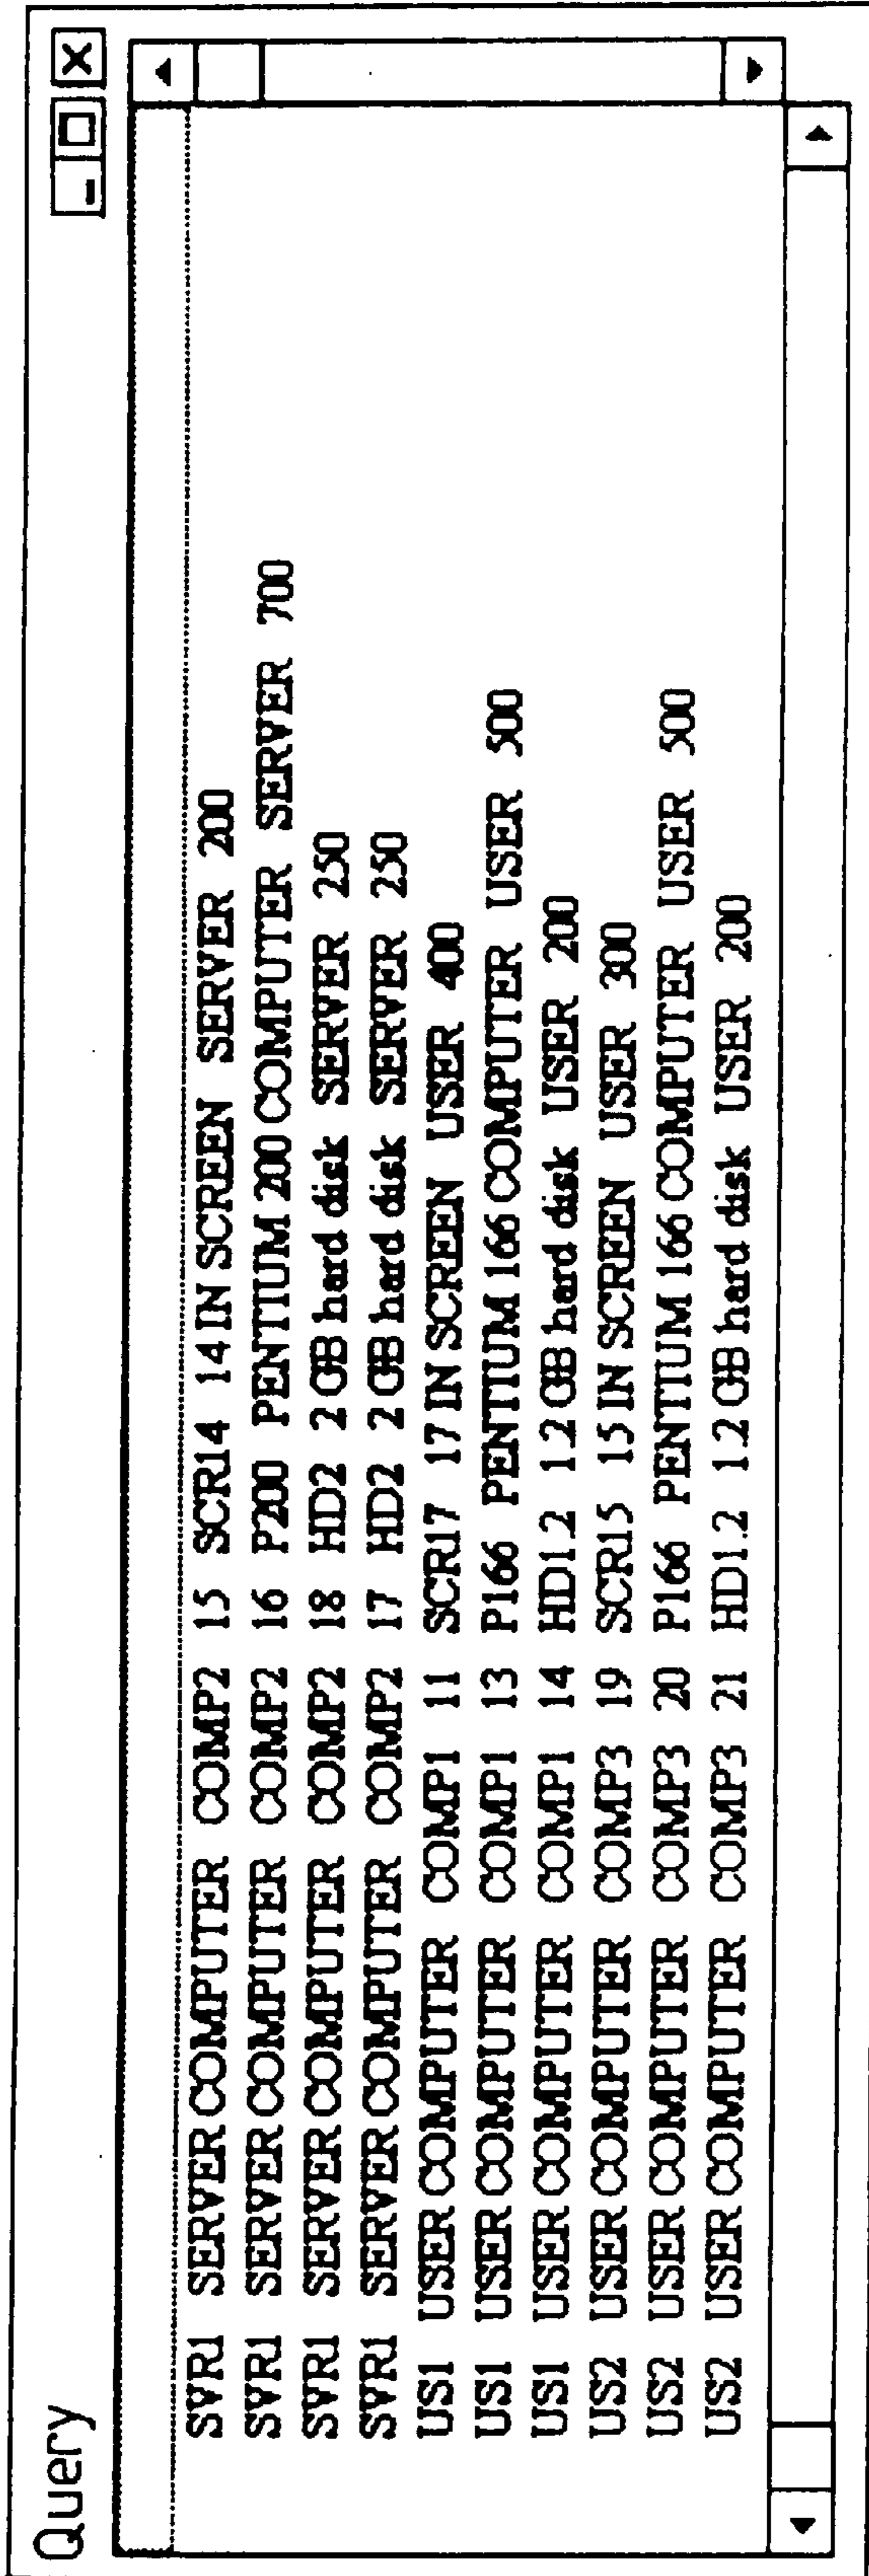 Query
SVR1 SERVER COMPUTER COMP2 15 SCR14 14 IN SCREEN SERVER 200
SVR1 SERVER COMPUTER COMP2 16 P200 PENTIUM 200 COMPUTER SERVER 700
SVR1 SERVER COMPUTER COMP2 18 HD2 2 GB hard disk SERVER 250
SVR1 SERVER COMPUTER COMP2 17 HD2 2 GB hard disk SERVER 250
US1 USER COMPUTER COMP1 11 SCR17 17 IN SCREEN USER 400
US1 USER COMPUTER COMP1 13 P166 PENTIUM 166 COMPUTER USER 500
US1 USER COMPUTER COMP1 14 HD1.2 1.2 GB hard disk USER 200
US2 USER COMPUTER COMP3 19 SCR15 15 IN SCREEN USER 300
US2 USER COMPUTER COMP3 20 P166 PENTIUM 166 COMPUTER USER 500
US2 USER COMPUTER COMP3 21 HD1.2 1.2 GB hard disk USER 200